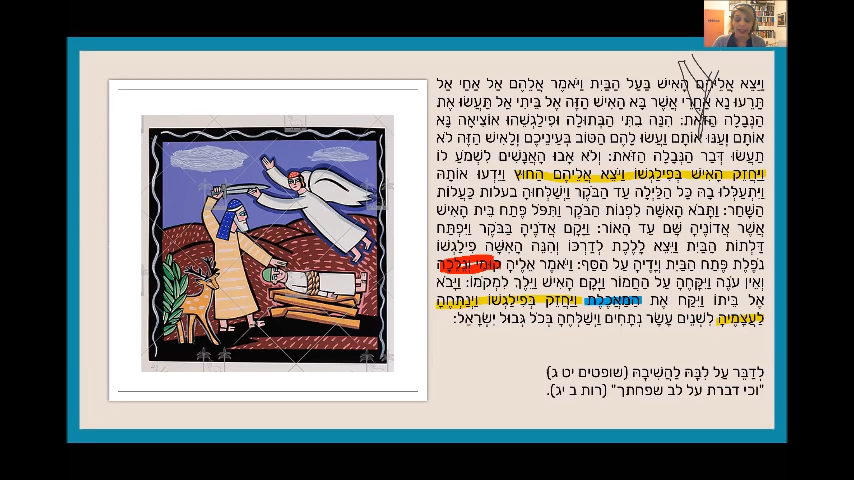 וַיֵּצֵא אֲלֵיהֶם הָאִישׁ בַּעַל הַבַּיִת וַיֹּאמֶר אֲלֵהֶם אַל אַחַי אַל
תָּרֵעוּ נָא אַחֲרֵי אֲשֶׁר בָּא הָאִישׁ הַזֶּה אֶל בֵּיתִי אַל תַּעֲשׂוּ אֶת
הַנְּבָלָה הַזֹּאת: הִנֵּה בִתִּי הַבְּתוּלָה וּפִילַגְשֵׁהוּ אוֹצִיאָה נָּא
אוֹתָם וְעַנּוּ אוֹתָם וַעֲשׂוּ לָהֶם הַטּוֹב בְּעֵינֵיכֶם וְלָאִישׁ הַזֶּה לֹא
תַעֲשׂוּ דְּבַר הַנְּבָלָה הַזֹּאת: וְלֹא אָבוּ הָאֲנָשִׁים לִשְׁמֹעַ לוֹ
וַיַּחֲזֵק הָאִישׁ בְּפִילַגְשׁוֹ וַיֹּצֵא אֲלֵיהֶם הַחוּץ וַיֵּדְעוּ אוֹתָהּ
וַיִּתְעַלְּלוּ בָהּ כָּל הַלַּיְלָה עַד הַבֹּקֶר וַיְשַׁלְּחוּהָ בעלות כַּעֲלוֹת
הַשָּׁחַר: וַתָּבֹא הָאִשָּׁה לִפְנוֹת הַבֹּקֶר וַתִּפֹּל פֶּתַח בֵּית הָאִישׁ
אֲשֶׁר אֲדוֹנֶיהָ שָּׁם עַד הָאוֹר: וַיָּקָם אֲדֹנֶיהָ בַּבֹּקֶר וַיִּפְתַּח
דַּלְתוֹת הַבַּיִת וַיֵּצֵא לָלֶכֶת לְדַרְכּוֹ וְהִנֵּה הָאִשָּׁה פִילַגְשׁוֹ
נֹפֶלֶת פֶּתַח הַבַּיִת וְיָדֶיהָ עַל הַסַּף: וַיֹּאמֶר אֵלֶיהָ קוּמִי וְנֵלֵכָה
וְאֵין עֹנֶה וַיִּקָּחֶהָ עַל הַחֲמוֹר וַיָּקָם הָאִישׁ וַיֵּלֶךְ לִמְקֹמוֹ: וַיָּבֹא
אֶל בֵּיתוֹ וַיִּקַּח אֶת הַמַּאֲכֶלֶת וַיַּחֲזֵק בְּפִילַגְשׁוֹ וַיְנַתְּחֶהָ
לַעֲצָמֶיהָ לִשְׁנֵים עָשָׂר נְתָחִים וַיְשַׁלְּחֶהָ בְּכֹל גְּבוּל יִשְׂרָאֵל:
לְדַבֵּר עַל לִבָּהּ לַהֲשִׁיבָהּ (שופטים יט ג)
"וכי דברת על לב שפחתך" (רות ב יג).